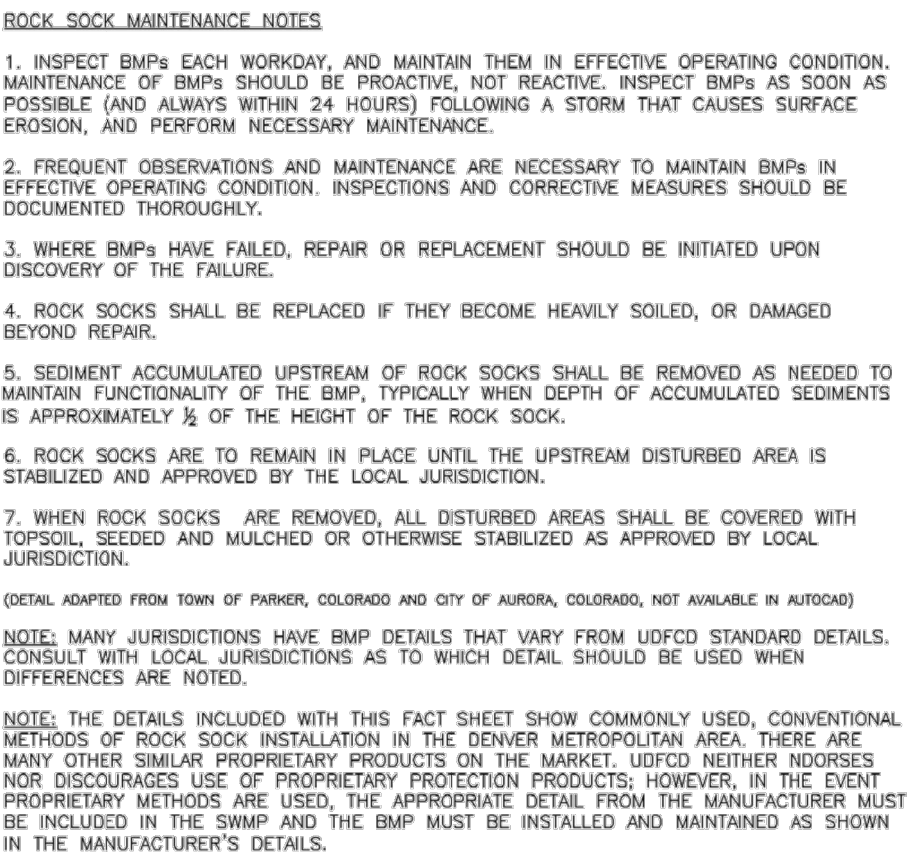 ROCK SOCK MAINTENANCE NOTES
1. INSPECT BMPs EACH WORKDAY, AND MAINTAIN THEM IN EFFECTIVE OPERATING CONDITION.
MAINTENANCE OF BMPs SHOULD BE PROACTIVE, NOT REACTIVE. INSPECT BMPs AS SOON AS
POSSIBLE (AND ALWAYS WITHIN 24 HOURS) FOLLOWING A STORM THAT CAUSES SURFACE
EROSION, AND PERFORM NECESSARY MAINTENANCE.
2. FREQUENT OBSERVATIONS AND MAINTENANCE ARE NECESSARY TO MAINTAIN BMPs IN
EFFECTIVE OPERATING CONDITION. INSPECTIONS AND CORRECTIVE MEASURES SHOULD BE
DOCUMENTED THOROUGHLY.
3. WHERE BMPs HAVE FAILED, REPAIR OR REPLACEMENT SHOULD BE INITIATED UPON
DISCOVERY OF THE FAILURE.
4. ROCK SOCKS SHALL BE REPLACED IF THEY BECOME HEAVILY SOILED, OR DAMAGED
BEYOND REPAIR.
5. SEDIMENT ACCUMULATED UPSTREAM OF ROCK SOCKS SHALL BE REMOVED AS NEEDED TO
MAINTAIN FUNCTIONALITY OF THE BMP, TYPICALLY WHEN DEPTH OF ACCUMULATED SEDIMENTS
IS APPROXIMATELY ½ OF THE HEIGHT OF THE ROCK SOCK.
6. ROCK SOCKS ARE TO REMAIN IN PLACE UNTIL THE UPSTREAM DISTURBED AREA IS
STABILIZED AND APPROVED BY THE LOCAL JURISDICTION.
7. WHEN ROCK SOCKS ARE REMOVED, ALL DISTURBED AREAS SHALL BE COVERED WITH
TOPSOIL, SEEDED AND MULCHED OR OTHERWISE STABILIZED AS APPROVED BY LOCAL
JURISDICTION.
(DETAIL ADAPTED FROM TOWN OF PARKER, COLORADO AND CITY OF AURORA, COLORADO, NOT AVAILABLE IN AUTOCAD)
NOTE: MANY JURISDICTIONS HAVE BMP DETAILS THAT VARY FROM UDFCD STANDARD DETAILS.
CONSULT WITH LOCAL JURISDICTIONS AS TO WHICH DETAIL SHOULD BE USED WHEN
DIFFERENCES ARE NOTED.
NOTE: THE DETAILS INCLUDED WITH THIS FACT SHEET SHOW COMMONLY USED, CONVENTIONAL
METHODS OF ROCK SOCK INSTALLATION IN THE DENVER METROPOLITAN AREA. THERE ARE
MANY OTHER SIMILAR PROPRIETARY PRODUCTS ON THE MARKET. UDFCD NEITHER NDORSES
NOR DISCOURAGES USE OF PROPRIETARY PROTECTION PRODUCTS; HOWEVER, IN THE EVENT
PROPRIETARY METHODS ARE USED, THE APPROPRIATE DETAIL FROM THE MANUFACTURER MUST
BE INCLUDED IN THE SWMP AND THE BMP MUST BE INSTALLED AND MAINTAINED AS SHOWN
IN THE MANUFACTURER'S DETAILS.